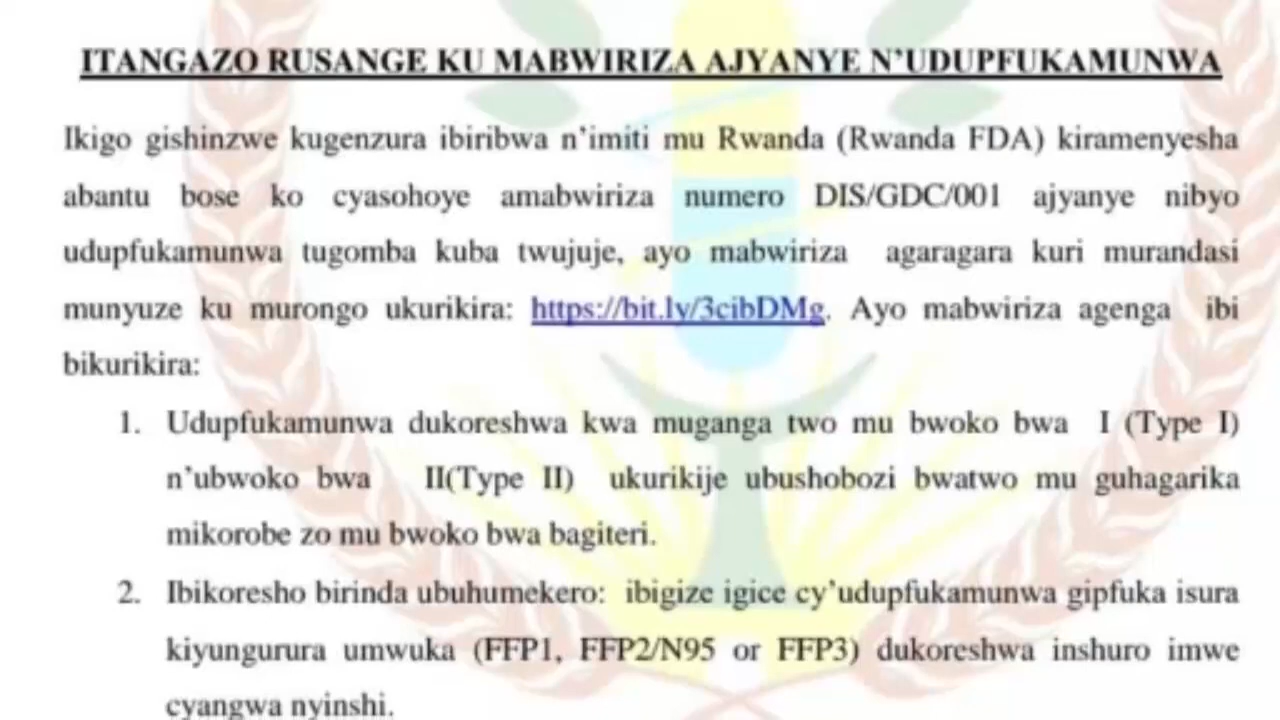 ITANGAZO RUSANGE KU MABWIRIZA AJYANYE N'UDUPFUKAMUNWA
Ikigo gishinzwe kugenzura ibiribwa n'imiti mu Rwanda (Rwanda FDA) kiramenyesha
abantu bose ko cyasohoye amabwiriza numero DIS/GDC/001 ajyanye nibyo
udupfukamunwa tugomba kuba twujuje, ayo mabwiriza agaragara kuri murandasi
munyuze ku murongo ukurikira: https://bit.ly/3cibDMg. Ayo mabwiriza agenga ibi
bikurikira:
1. Udupfukamunwa dukoreshwa kwa muganga two mu bwoko bwa I (Type I)
n'ubwoko bwa II(Type II) ukurikije ubushobozi bwatwo mu guhagarika
mikorobe zo mu bwoko bwa bagiteri.
2. Ibikoresho birinda ubuhumekero: ibigize igice cy'udupfukamunwa gipfuka isura
kiyungurura umwuka (FFP1, FFP2/N95 or FFP3) dukoreshwa inshuro imwe
cyangwa nyinshi.